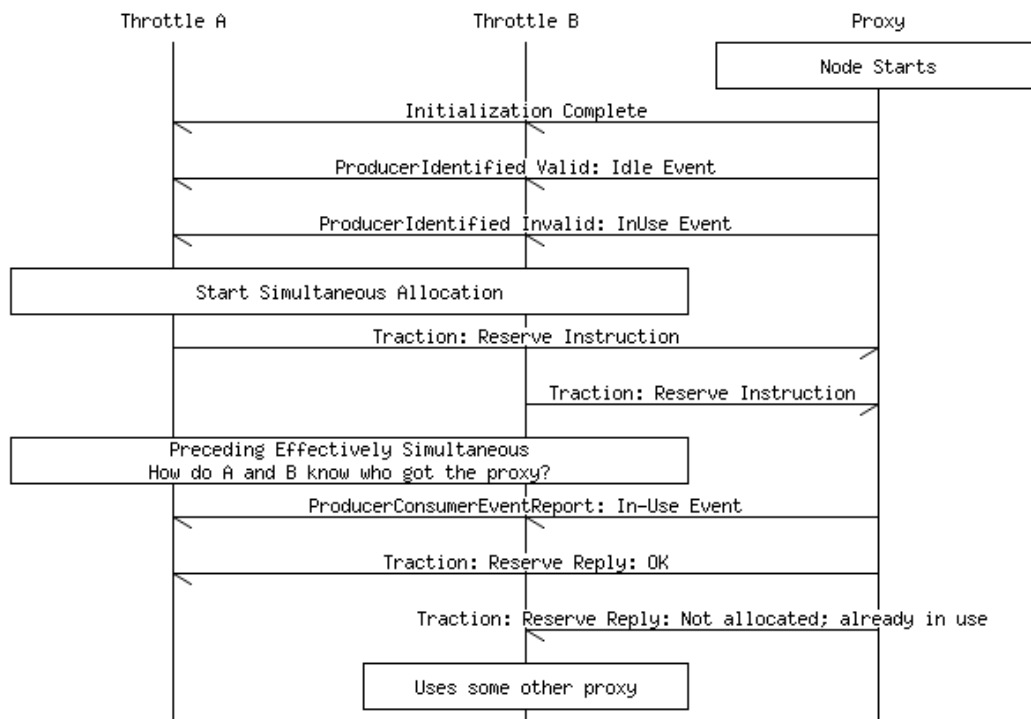 Throttle A
Throttle B
Proxy
Node Starts
Initialization Complete
ProducerIdentified Valid: Idle Event
ProducerIdentified Invalid: InUse Event
Start Simultaneous Allocation
Traction: Reserve Instruction
Traction: Reserve Instruction
Preceding Effectively Simultaneous
How do A and B know who got the proxy?
ProducerConsumerEventReport: In-Use Event
Traction: Reserve Reply: OK
Traction: Reserve Reply: Not allocated; already in use
Uses some other proxy